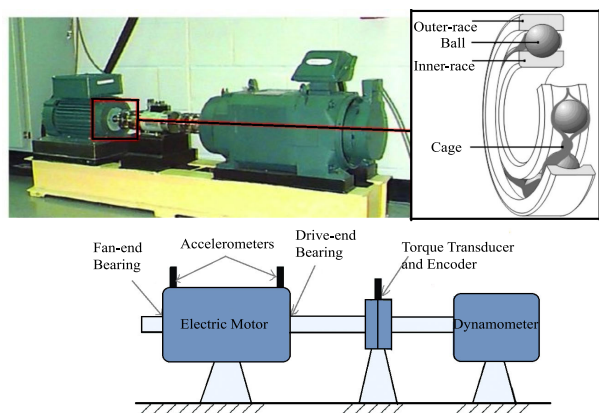 Outer-race
Ball
Inner-race
Cage
Fan-end
Bearing
Accelerometers
Drive-end
Bearing
Torque Transducer
and Encoder
Electric Motor
Dynamometer